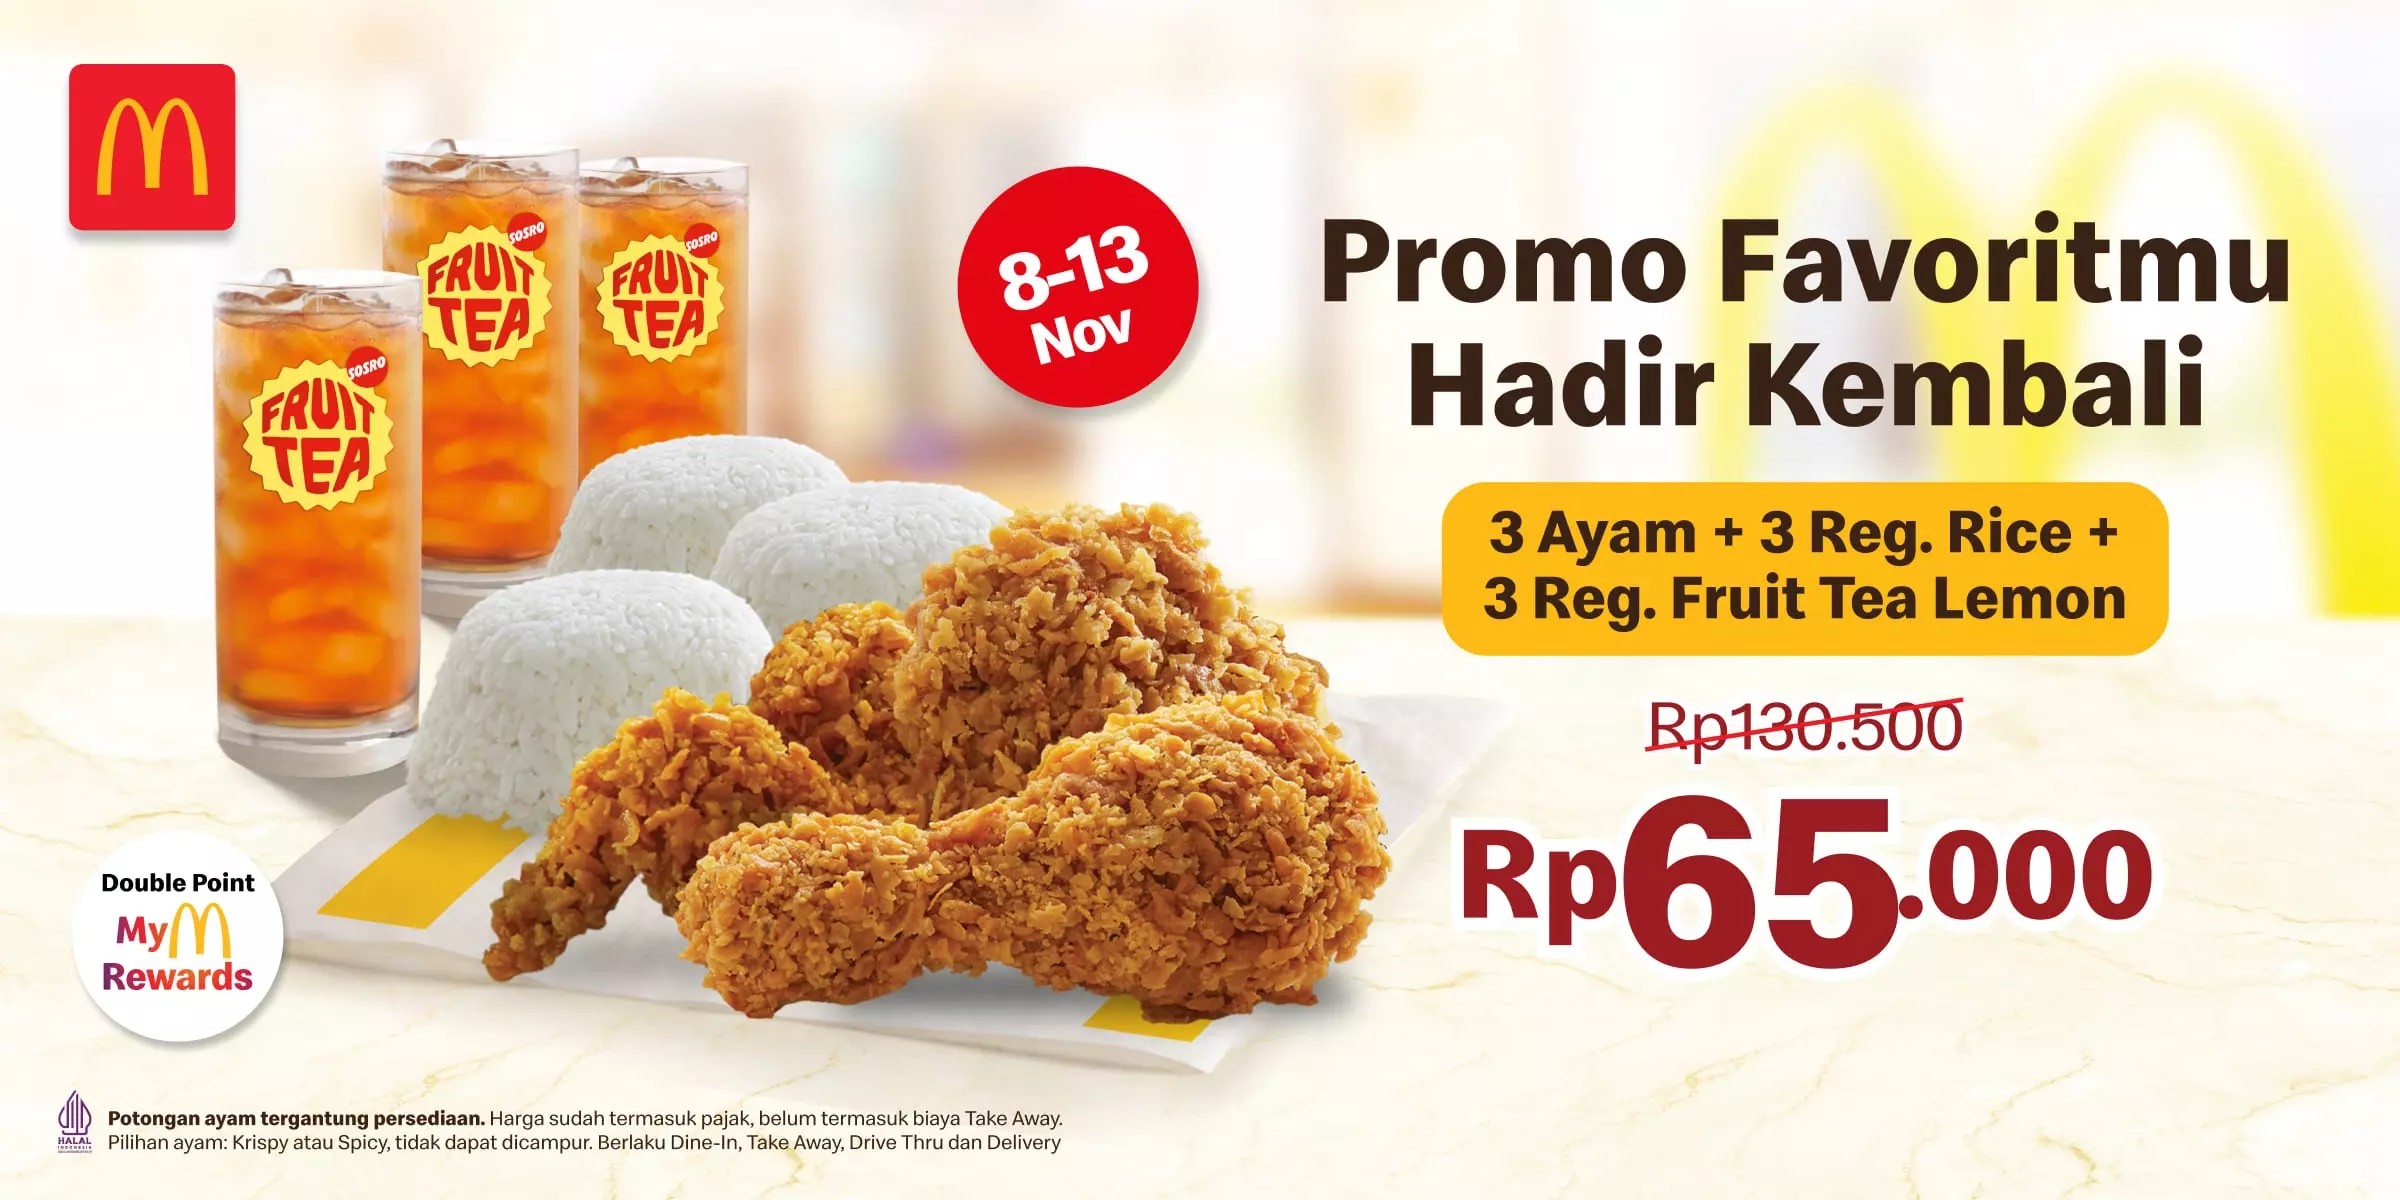 FRUIT
TEA
SOSRO
FRUIT
TEA
SOSRO
FRUIT
TEA
SOSRO
8-13
Nov
Promo Favoritmu
Hadir Kembali
3 Ayam + 3 Reg. Rice +
3 Reg. Fruit Tea Lemon
Rp130.500
Rp65.000
Double Point
My
Rewards
HALAL
INDONESIA
Potongan ayam tergantung persediaan. Harga sudah termasuk pajak, belum termasuk biaya Take Away.
Pilihan ayam: Krispy atau Spicy, tidak dapat dicampur. Berlaku Dine-In, Take Away, Drive Thru dan Delivery